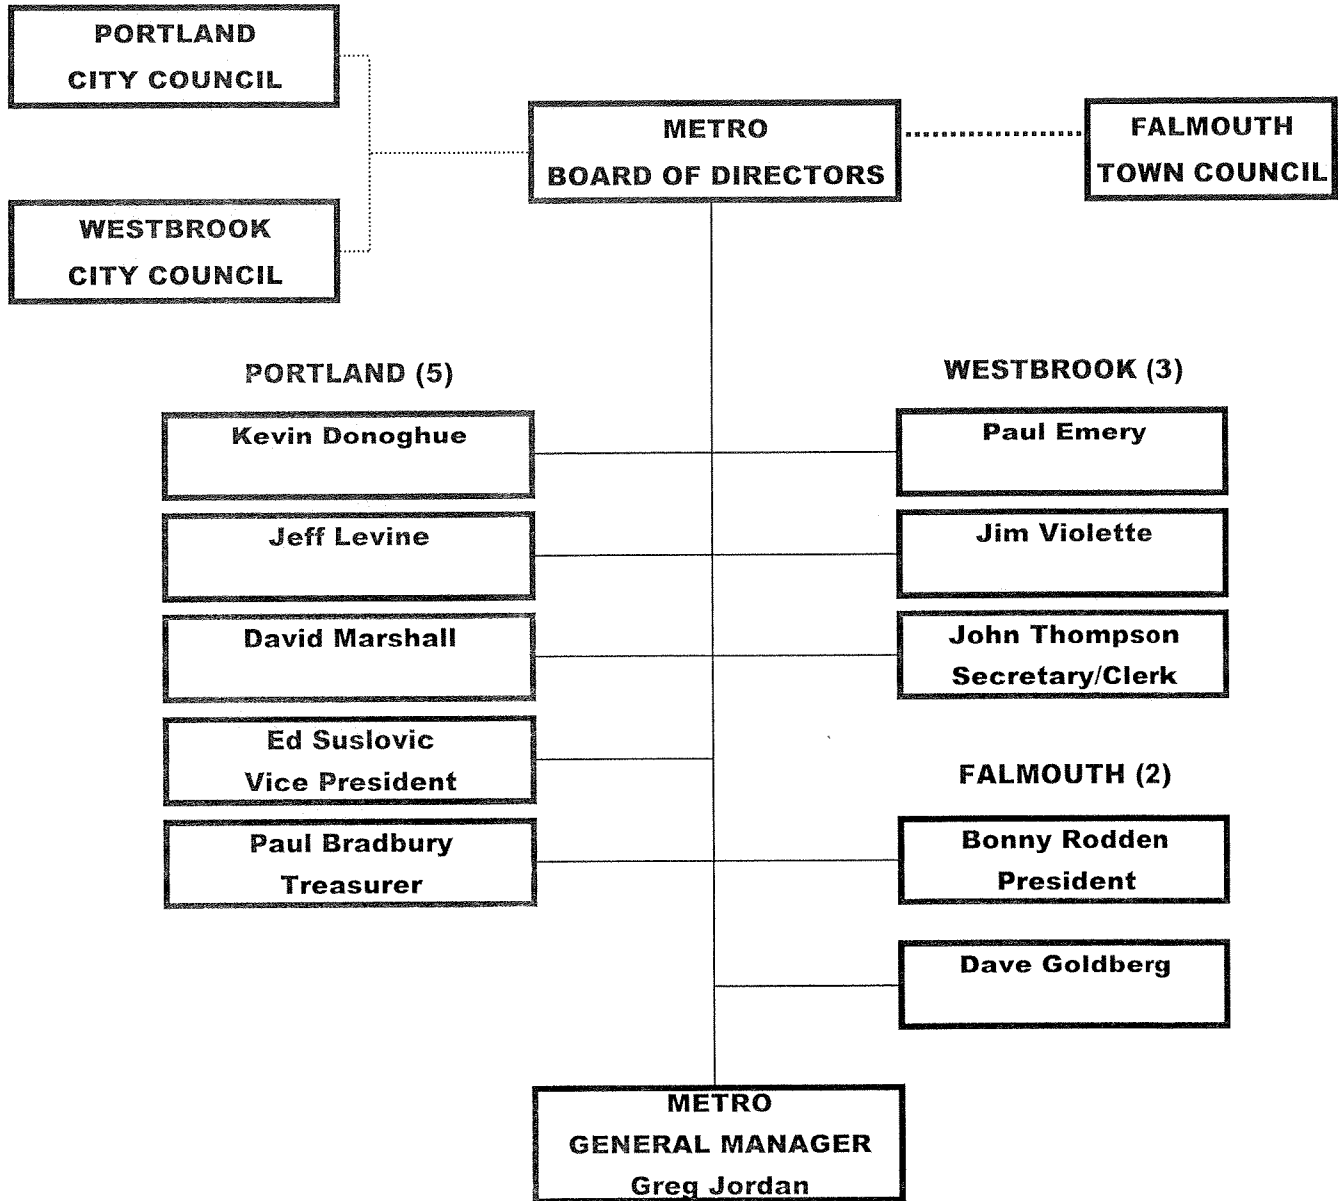 PORTLAND
CITY COUNCIL
METRO
BOARD OF DIRECTORS
FALMOUTH
TOWN COUNCIL
WESTBROOK
CITY COUNCIL
PORTLAND (5)
Kevin Donoghue
Jeff Levine
David Marshall
Ed Suslovic
Vice President
Paul Bradbury
Treasurer
WESTBROOK (3)
Paul Emery
Jim Violette
John Thompson
Secretary/Clerk
FALMOUTH (2)
Bonny Rodden
President
Dave Goldberg
METRO
GENERAL MANAGER
Greg Jordan